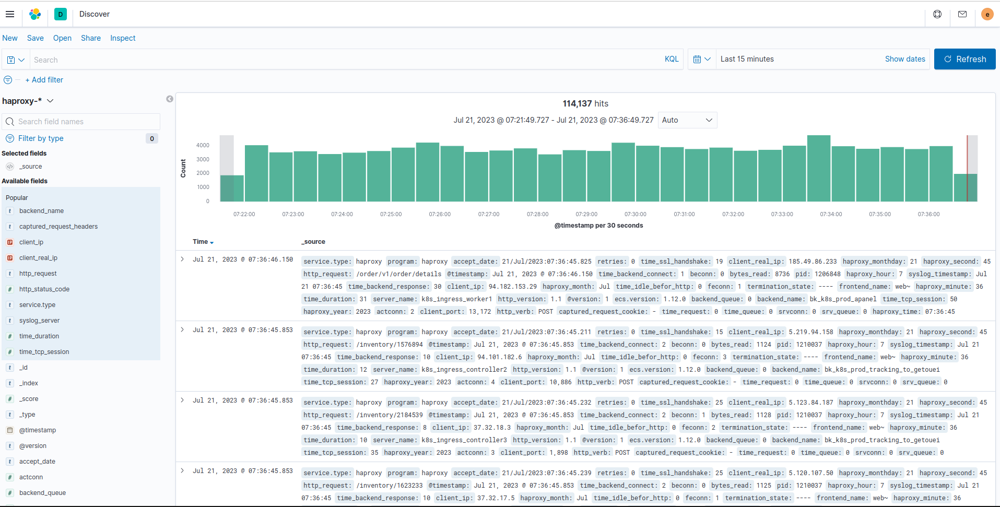 D Discover e
New Save Open Share Inspect
Search KQL Last 15 minutes Show dates Refresh
+ Add filter
haproxy-*
Search field names
Filter by type 0
Selected fields
_source
Available fields
Popular
backend_name
captured_request_headers
client_ip
client_real_ip
http_request
http_status_code
service.type
syslog_server
time_duration
time_tcp_session
_id
_index
_score
_type
@timestamp
@version
accept_date
actconn
backend_queue
114,137 hits
Jul 21, 2023 @ 07:21:49.727 - Jul 21, 2023 @ 07:36:49.727 Auto
Count
4000
3000
2000
1000
0
07:22:00 07:23:00 07:24:00 07:25:00 07:26:00 07:27:00 07:28:00 07:29:00 07:30:00 07:31:00 07:32:00 07:33:00 07:34:00 07:35:00 07:36:00
@timestamp per 30 seconds
Time _source
Jul 21, 2023 @ 07:36:46.150 service.type: haproxy program: haproxy accept_date: 21/Jul/2023:07:36:45.825 retries: 0 time_ssl_handshake: 19 client_real_ip: 185.49.86.233 haproxy_monthday: 21 haproxy_second: 45
http_request: /order/v1/order/details @timestamp: Jul 21, 2023 @ 07:36:46.150 time_backend_connect: 1 beconn: 0 bytes_read: 8736 pid: 1206848 haproxy_hour: 7 syslog_timestamp: Jul
21 07:36:45 time_backend_response: 30 client_ip: 94.182.153.29 haproxy_month: Jul time_idle_befor_http: 0 feconn: 1 termination_state: ---- frontend_name: web~ haproxy_minute: 36
time_duration: 31 server_name: k8s_ingress_worker1 http_version: 1.1 @version: 1 ecs.version: 1.12.0 backend_queue: 0 backend_name: bk_k8s_prod_apanel time_tcp_session: 50
haproxy_year: 2023 actconn: 2 client_port: 13,172 http_verb: POST captured_request_cookie: - time_request: 0 time_queue: 0 srvconn: 0 srv_queue: 0 haproxy_time: 07:36:45
Jul 21, 2023 @ 07:36:45.853 service.type: haproxy program: haproxy accept_date: 21/Jul/2023:07:36:45.211 retries: 0 time_ssl_handshake: 15 client_real_ip: 5.219.94.158 haproxy_monthday: 21 haproxy_second: 45
http_request: /inventory/1576894 @timestamp: Jul 21, 2023 @ 07:36:45.853 time_backend_connect: 2 beconn: 0 bytes_read: 1124 pid: 1210037 haproxy_hour: 7 syslog_timestamp: Jul 21
07:36:45 time_backend_response: 10 client_ip: 94.101.182.6 haproxy_month: Jul time_idle_befor_http: 0 feconn: 3 termination_state: ---- frontend_name: web~ haproxy_minute: 36
time_duration: 12 server_name: k8s_ingress_controller2 http_version: 1.1 @version: 1 ecs.version: 1.12.0 backend_queue: 0 backend_name: bk_k8s_prod_tracking_to_getouei
time_tcp_session: 27 haproxy_year: 2023 actconn: 4 client_port: 10,886 http_verb: POST captured_request_cookie: - time_request: 0 time_queue: 0 srvconn: 0 srv_queue: 0
Jul 21, 2023 @ 07:36:45.853 service.type: haproxy program: haproxy accept_date: 21/Jul/2023:07:36:45.232 retries: 0 time_ssl_handshake: 25 client_real_ip: 5.123.84.187 haproxy_monthday: 21 haproxy_second: 45
http_request: /inventory/2184539 @timestamp: Jul 21, 2023 @ 07:36:45.853 time_backend_connect: 2 beconn: 1 bytes_read: 1128 pid: 1210037 haproxy_hour: 7 syslog_timestamp: Jul 21
07:36:45 time_backend_response: 8 client_ip: 37.32.18.3 haproxy_month: Jul time_idle_befor_http: 0 feconn: 2 termination_state: ---- frontend_name: web~ haproxy_minute: 36
time_duration: 10 server_name: k8s_ingress_controller3 http_version: 1.1 @version: 1 ecs.version: 1.12.0 backend_queue: 0 backend_name: bk_k8s_prod_tracking_to_getouei
time_tcp_session: 35 haproxy_year: 2023 actconn: 3 client_port: 1,898 http_verb: POST captured_request_cookie: - time_request: 0 time_queue: 0 srvconn: 0 srv_queue: 0
Jul 21, 2023 @ 07:36:45.853 service.type: haproxy program: haproxy accept_date: 21/Jul/2023:07:36:45.239 retries: 0 time_ssl_handshake: 25 client_real_ip: 5.120.107.50 haproxy_monthday: 21 haproxy_second: 45
http_request: /inventory/1623233 @timestamp: Jul 21, 2023 @ 07:36:45.853 time_backend_connect: 2 beconn: 0 bytes_read: 1125 pid: 1210037 haproxy_hour: 7 syslog_timestamp: Jul 21
07:36:45 time_backend_response: 10 client_ip: 37.32.17.5 haproxy_month: Jul time_idle_befor_http: 0 feconn: 1 termination_state: ---- frontend_name: web~ haproxy_minute: 36